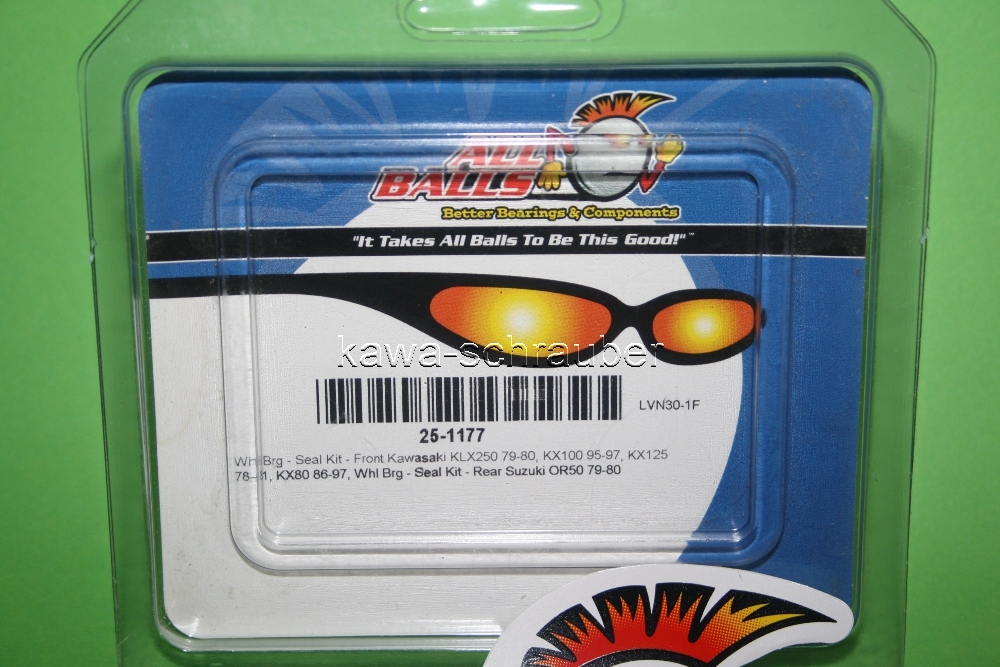 ALL
BALLS
Better Bearings & Components
"It Takes All Balls To Be This Good!"™
kawa-schrauber
LVN30-1F
25-1177
Whl Brg - Seal Kit - Front Kawasaki KLX250 79-80, KX100 95-97, KX125
78-81, KX80 86-97, Whl Brg - Seal Kit - Rear Suzuki OR50 79-80